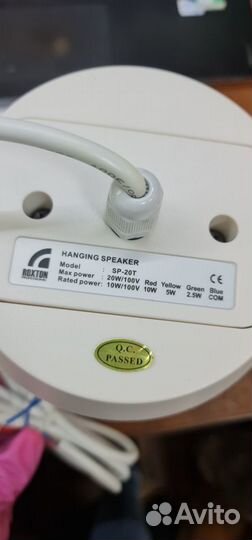 ROXTON
HANGING SPEAKER
Model : SP-20T
Max power : 20W/100V Red Yellow Green Blue
Rated power: 10W/100V 10W 5W 2.5W COM
CE
Q.C.
PASSED
Avito